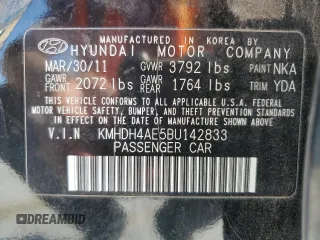 MANUFACTURED IN KOREA BY
HYUNDAI MOTOR COMPANY
MAR/30/11 GVWR 3792 lbs PAINT NKA
GAWR FRONT 2072 lbs GAWR REAR 1764 lbs TRIM YDA
THIS VEHICLE CONFORMS TO ALL APPLICABLE FEDERAL
MOTOR VEHICLE SAFETY, BUMPER, AND THEFT
PREVENTION STANDARDS IN EFFECT ON THE DATE OF
MANUFACTURE SHOWN ABOVE.
V.I.N KMHDH4AE5BU142833
PASSENGER CAR
DREAMBID